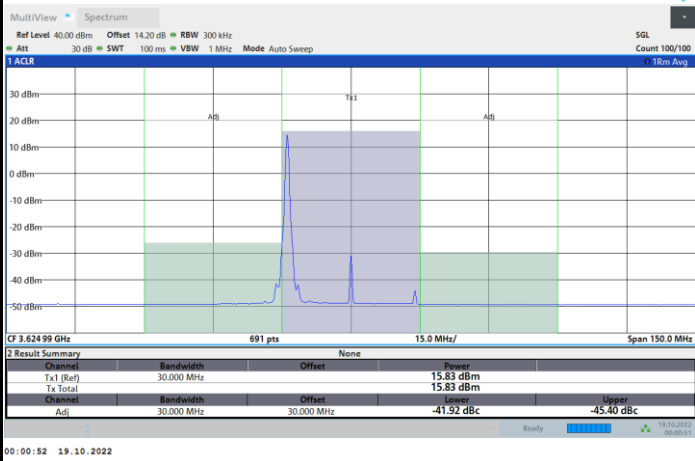 MultiView Spectrum
Ref Level 40.00 dBm Offset 14.20 dB RBW 300 kHz SGL
Att 30 dB SWT 100 ms VBW 1 MHz Mode Auto Sweep Count 100/100
1 ACLR 1Rm Avg
30 dBm
Tx1
20 dBm
Adj Adj
10 dBm
0 dBm
-10 dBm
-20 dBm
-30 dBm
-40 dBm
-50 dBm
CF 3.624 99 GHz 691 pts 15.0 MHz/ Span 150.0 MHz
2 Result Summary None
Channel Bandwidth Offset Power
Tx1 (Ref) 30.000 MHz 15.83 dBm
Tx Total 15.83 dBm
Channel Bandwidth Offset Lower Upper
Adj 30.000 MHz 30.000 MHz -41.92 dBc -45.40 dBc
Ready 19.10.2022
00:00:51
00:00:52 19.10.2022